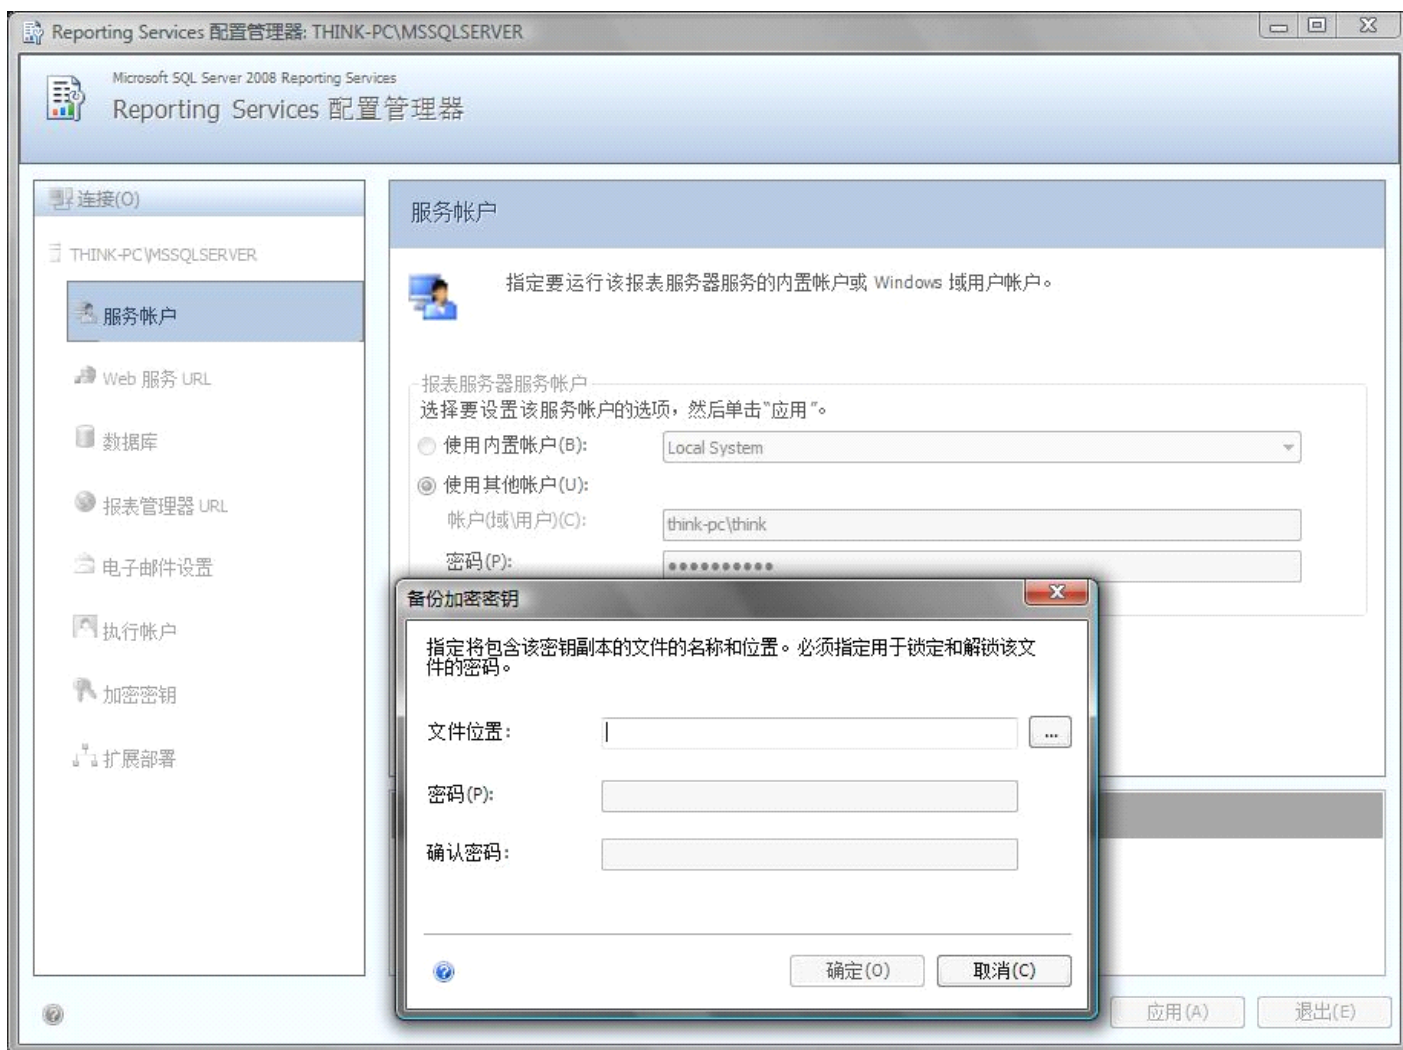 Reporting Services 配置管理器: THINK-PC\MSSQLSERVER
Microsoft SQL Server 2008 Reporting Services
Reporting Services 配置管理器
连接(O)
THINK-PC\MSSQLSERVER
服务帐户
Web 服务 URL
数据库
报表管理器 URL
电子邮件设置
执行帐户
加密密钥
扩展部署
服务帐户
指定要运行该报表服务器服务的内置帐户或 Windows 域用户帐户。
报表服务器服务帐户
选择要设置该服务帐户的选项，然后单击“应用”。
使用内置帐户(B):
Local System
使用其他帐户(U):
帐户(域\用户)(C):
think-pc\think
密码(P):
●●●●●●●●●●
备份加密密钥
指定将包含该密钥副本的文件的名称和位置。必须指定用于锁定和解锁该文
件的密码。
文件位置:
...
密码(P):
确认密码:
确定(O)
取消(C)
应用(A)
退出(E)